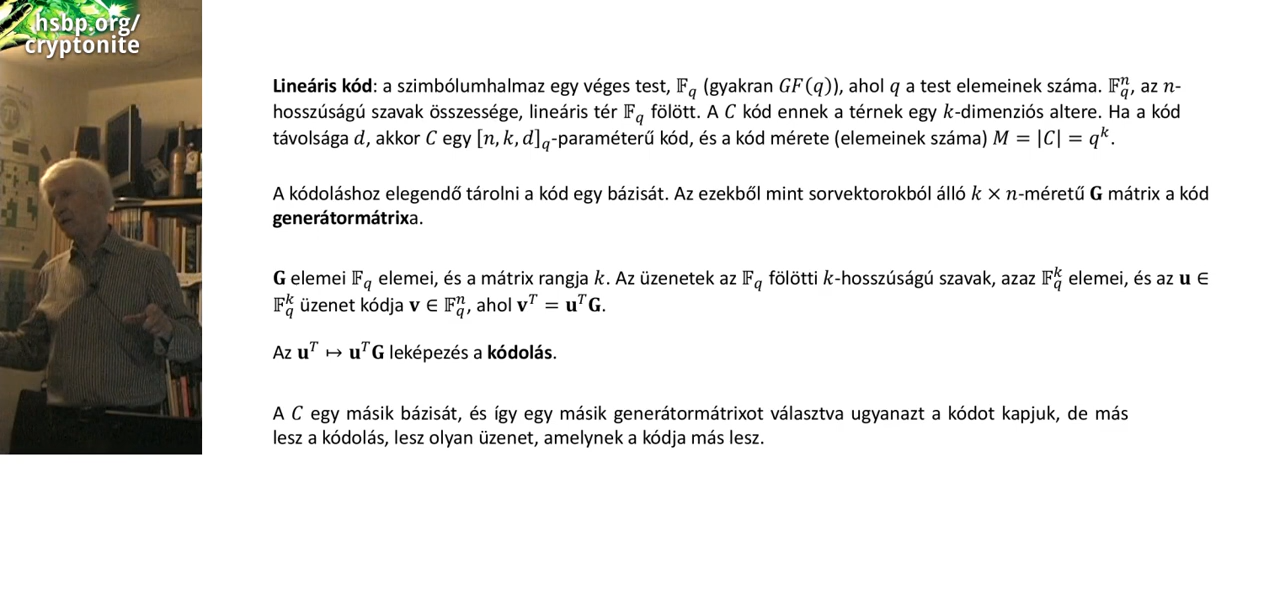 hsbp.org/
cryptonite
Lineáris kód: a szimbólumhalmaz egy véges test, 𝔽_q (gyakran GF(q)), ahol q a test elemeinek száma. 𝔽_q^n, az n-
hosszúságú szavak összessége, lineáris tér 𝔽_q fölött. A C kód ennek a térnek egy k-dimenziós altere. Ha a kód
távolsága d, akkor C egy [n, k, d]_q-paraméterű kód, és a kód mérete (elemeinek száma) M = |C| = q^k.
A kódoláshoz elegendő tárolni a kód egy bázisát. Az ezekből mint sorvektorokból álló k × n-méretű G mátrix a kód
generátormátrixa.
G elemei 𝔽_q elemei, és a mátrix rangja k. Az üzenetek az 𝔽_q fölötti k-hosszúságú szavak, azaz 𝔽_q^k elemei, és az u ∈
𝔽_q^k üzenet kódja v ∈ 𝔽_q^n, ahol v^T = u^T G.
Az u^T ↦ u^T G leképezés a kódolás.
A C egy másik bázisát, és így egy másik generátormátrixot választva ugyanazt a kódot kapjuk, de más
lesz a kódolás, lesz olyan üzenet, amelynek a kódja más lesz.